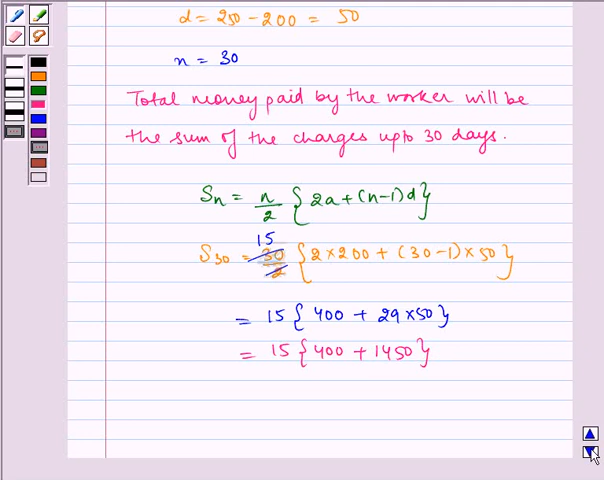 d = 250 - 200 = 50
n = 30
Total money paid by the worker will be
the sum of the charges upto 30 days.
Sn = n/2 {2a + (n-1)d}
15
S30 = 30/2 {2 × 200 + (30 - 1) × 50}
= 15 {400 + 29 × 50}
= 15 {400 + 1450}